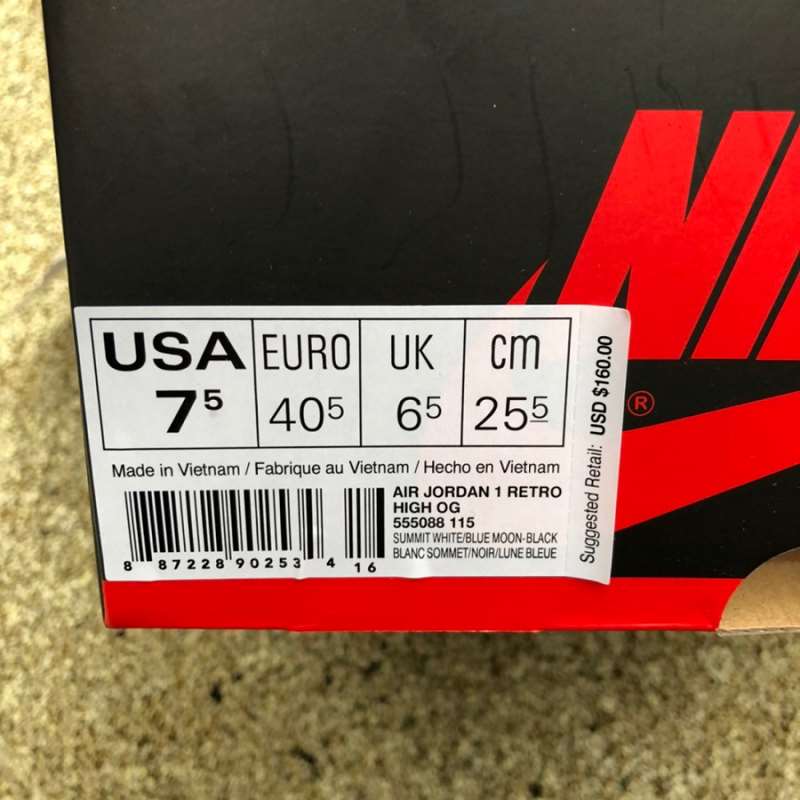 NI
®
USA EURO UK cm
7⁵ 40⁵ 6⁵ 25⁵
Made in Vietnam / Fabrique au Vietnam / Hecho en Vietnam
AIR JORDAN 1 RETRO
HIGH OG
555088 115
SUMMIT WHITE/BLUE MOON-BLACK
BLANC SOMMET/NOIR/LUNE BLEUE
8 87228 90253 4 16
Suggested Retail: USD $160.00